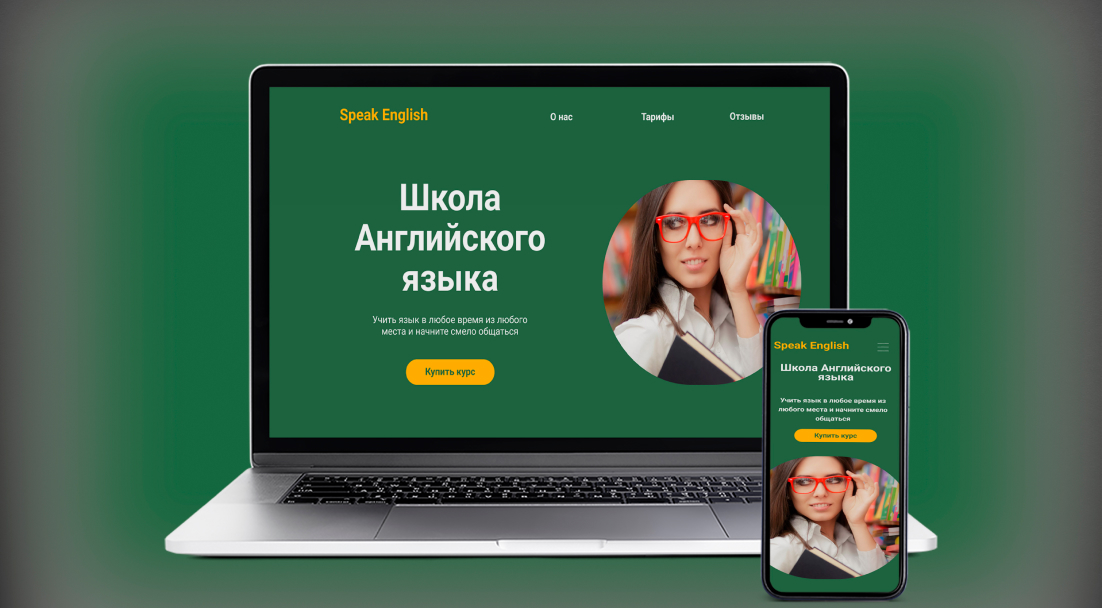 Speak English
О нас
Тарифы
Отзывы
Школа
Английского
языка
Учить язык в любое время из любого
места и начните смело общаться
Купить курс
Speak English
Школа Английского
языка
Учить язык в любое время из
любого места и начните смело
общаться
Купить курс